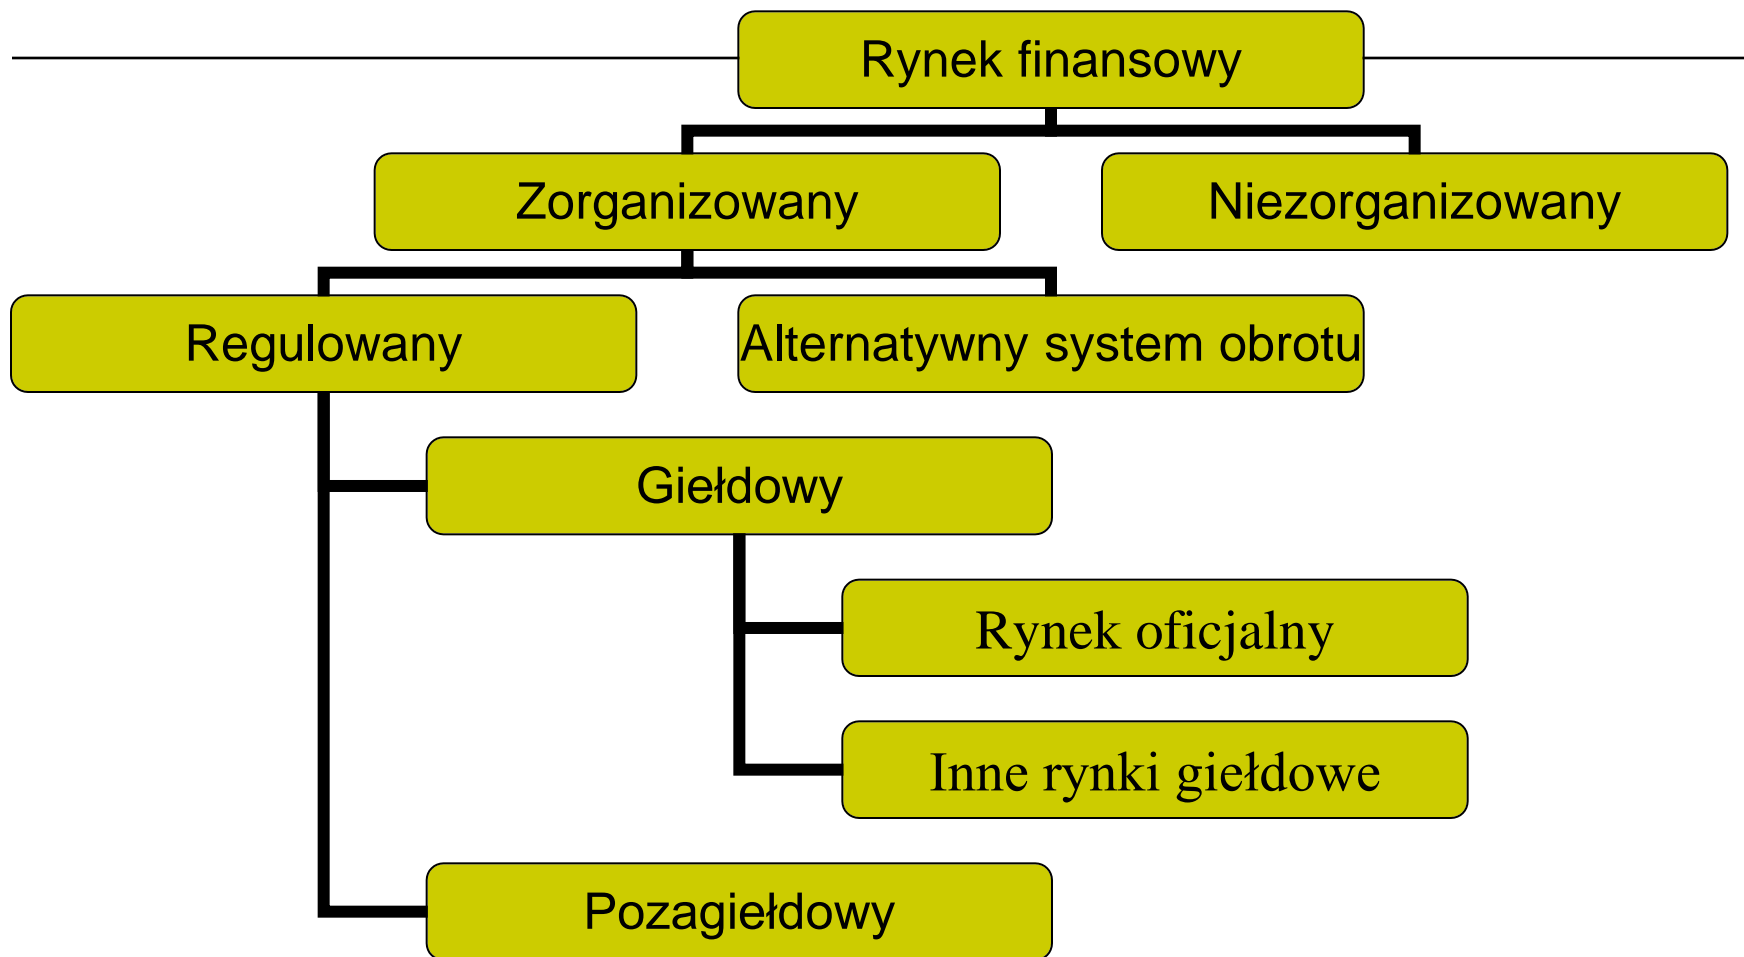 Rynek finansowy
Zorganizowany
Niezorganizowany
Regulowany
Alternatywny system obrotu
Giełdowy
Rynek oficjalny
Inne rynki giełdowe
Pozagiełdowy